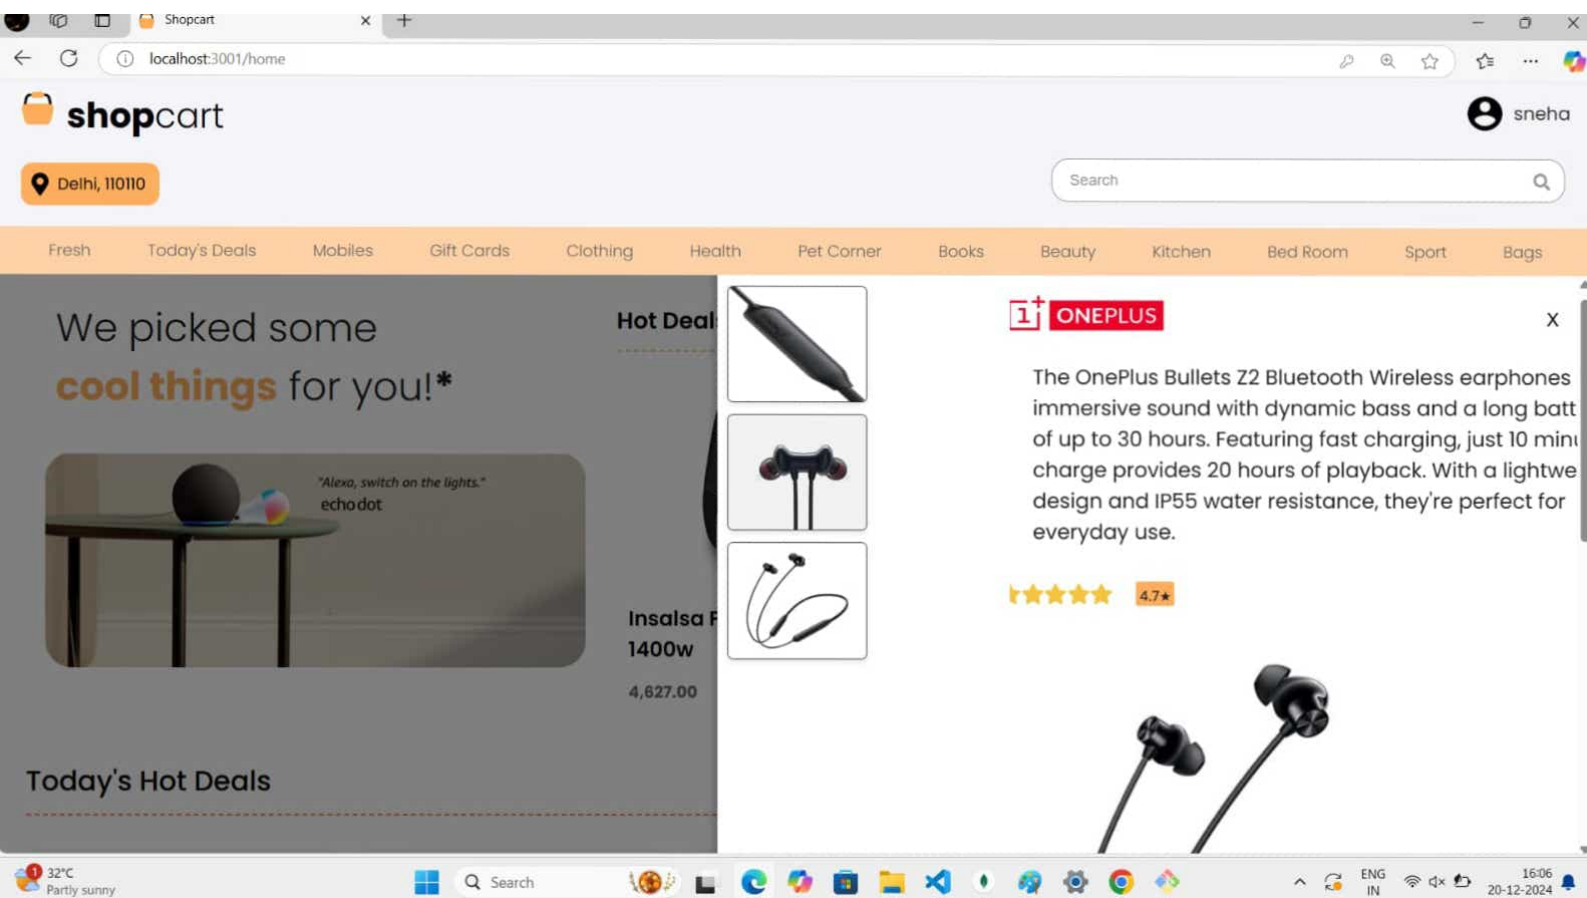 Shopcart
localhost:3001/home
shopcart
sneha
Delhi, 110110
Search
Fresh Today's Deals Mobiles Gift Cards Clothing Health Pet Corner Books Beauty Kitchen Bed Room Sport Bags
We picked some
cool things for you!*
Hot Deal
"Alexa, switch on the lights."
echo dot
Insalsa F
1400w
4,627.00
Today's Hot Deals
1+ ONEPLUS
X
The OnePlus Bullets Z2 Bluetooth Wireless earphones
immersive sound with dynamic bass and a long batt
of up to 30 hours. Featuring fast charging, just 10 minu
charge provides 20 hours of playback. With a lightwe
design and IP55 water resistance, they're perfect for
everyday use.
4.7★
1
32°C
Partly sunny
Search
ENG
IN
16:06
20-12-2024